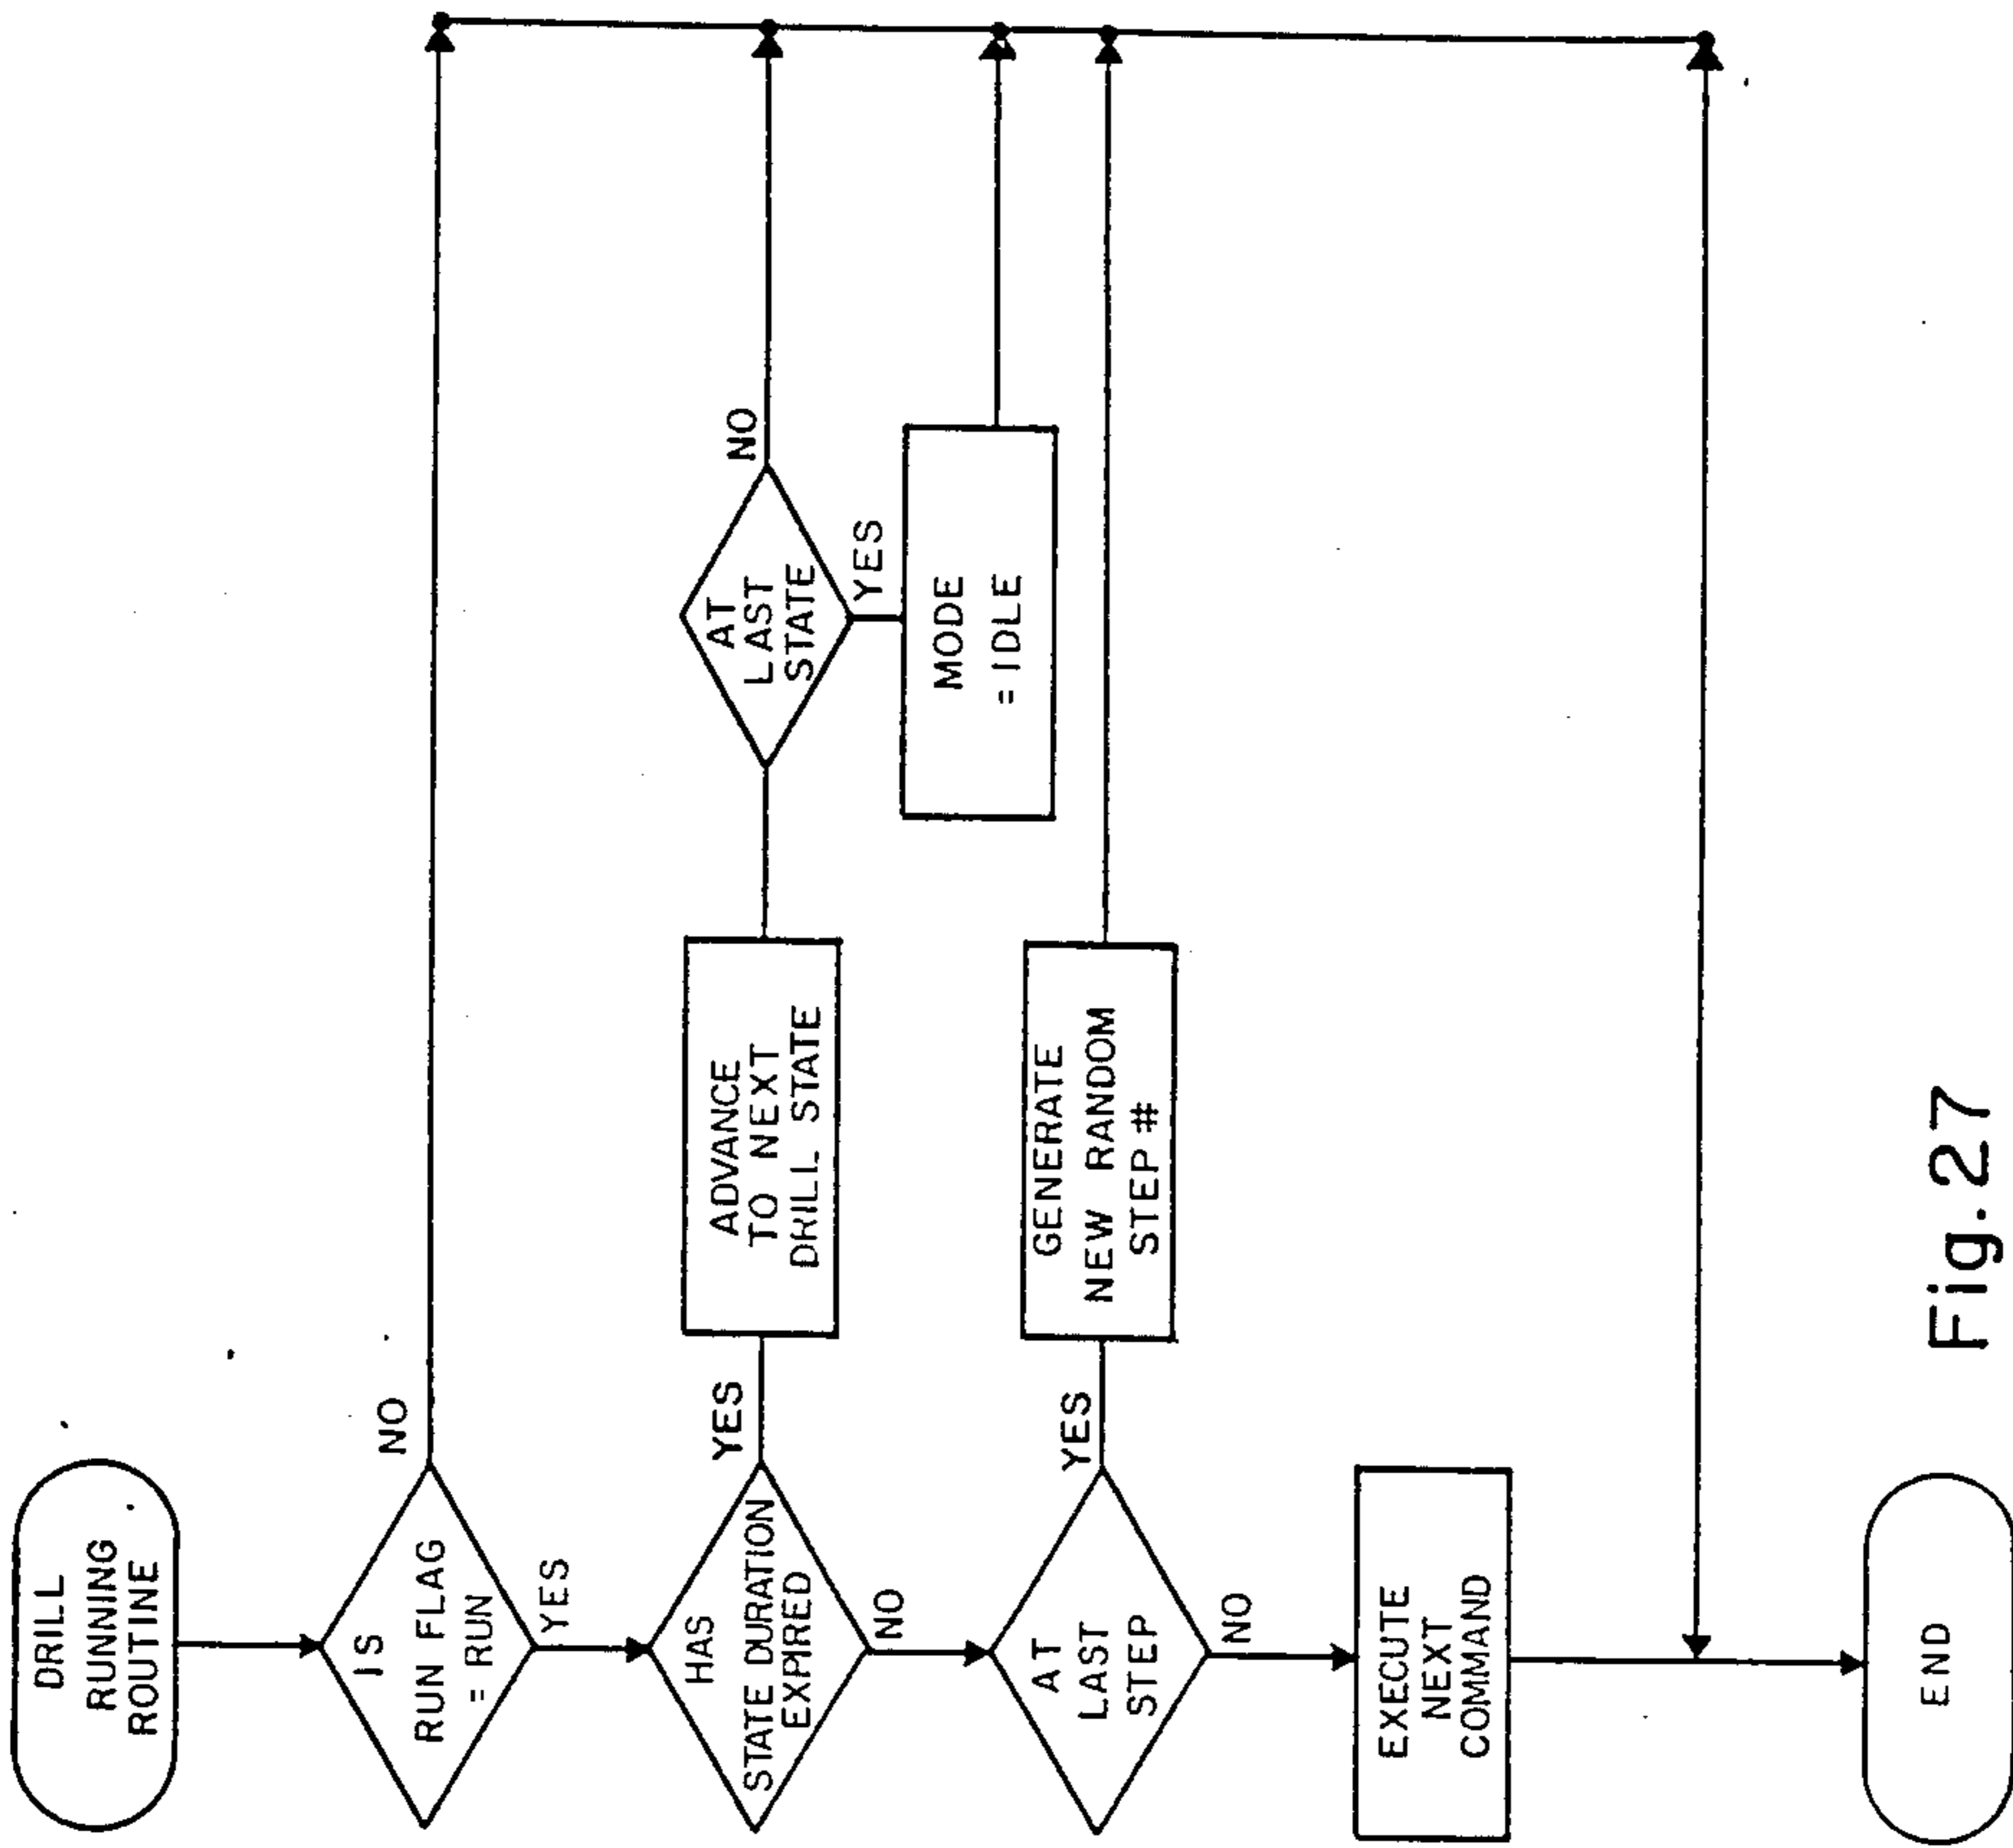 DRILL
RUNNING
ROUTINE
IS
RUN FLAG
= RUN
NO
YES
HAS
STATE DURATION
EXPIRED
YES
NO
ADVANCE
TO NEXT
DRILL STATE
AT
LAST
STATE
NO
YES
MODE
= IDLE
AT
LAST
STEP
YES
NO
GENERATE
NEW RANDOM
STEP #
EXECUTE
NEXT
COMMAND
END
Fig. 27